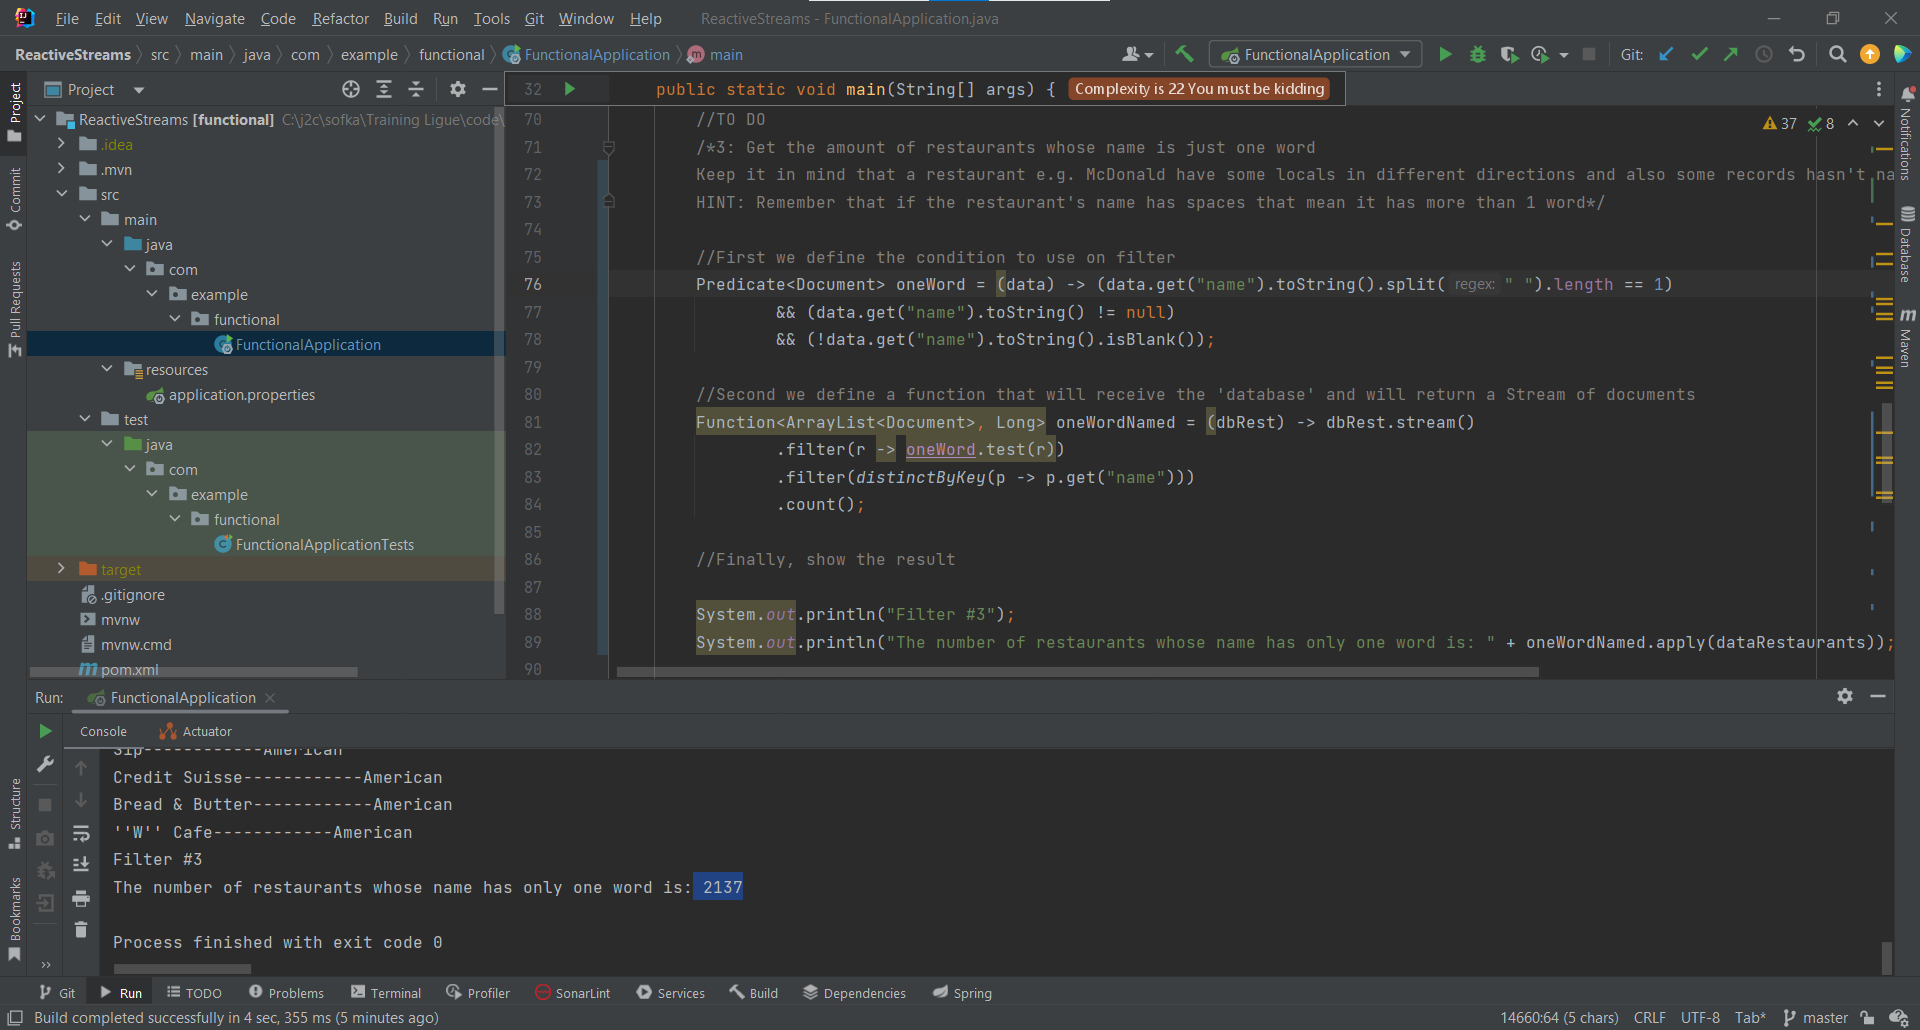 File Edit View Navigate Code Refactor Build Run Tools Git Window Help ReactiveStreams - FunctionalApplication.java
ReactiveStreams src main java com example functional FunctionalApplication main FunctionalApplication Git:
Project
ReactiveStreams [functional] C:\j2c\sofka\Training Ligue\code\
.idea
.mvn
src
main
java
com
example
functional
FunctionalApplication
resources
application.properties
test
java
com
example
functional
FunctionalApplicationTests
target
.gitignore
mvnw
mvnw.cmd
pom.xml
Project
Commit
Pull Requests
Structure
Bookmarks
32 public static void main(String[] args) { Complexity is 22 You must be kidding
37 8
70 //TO DO
71 /*3: Get the amount of restaurants whose name is just one word
72 Keep it in mind that a restaurant e.g. McDonald have some locals in different directions and also some records hasn't na
73 HINT: Remember that if the restaurant's name has spaces that mean it has more than 1 word*/
74
75 //First we define the condition to use on filter
76 Predicate<Document> oneWord = (data) -> (data.get("name").toString().split( regex: " ").length == 1)
77 && (data.get("name").toString() != null)
78 && (!data.get("name").toString().isBlank());
79
80 //Second we define a function that will receive the 'database' and will return a Stream of documents
81 Function<ArrayList<Document>, Long> oneWordNamed = (dbRest) -> dbRest.stream()
82 .filter(r -> oneWord.test(r))
83 .filter(distinctByKey(p -> p.get("name")))
84 .count();
85
86 //Finally, show the result
87
88 System.out.println("Filter #3");
89 System.out.println("The number of restaurants whose name has only one word is: " + oneWordNamed.apply(dataRestaurants));
90
Notifications
Database
Maven
Run: FunctionalApplication
Console Actuator
Sip------------American
Credit Suisse------------American
Bread & Butter------------American
''W'' Cafe------------American
Filter #3
The number of restaurants whose name has only one word is: 2137
Process finished with exit code 0
Git Run TODO Problems Terminal Profiler SonarLint Services Build Dependencies Spring
Build completed successfully in 4 sec, 355 ms (5 minutes ago) 14660:64 (5 chars) CRLF UTF-8 Tab* master